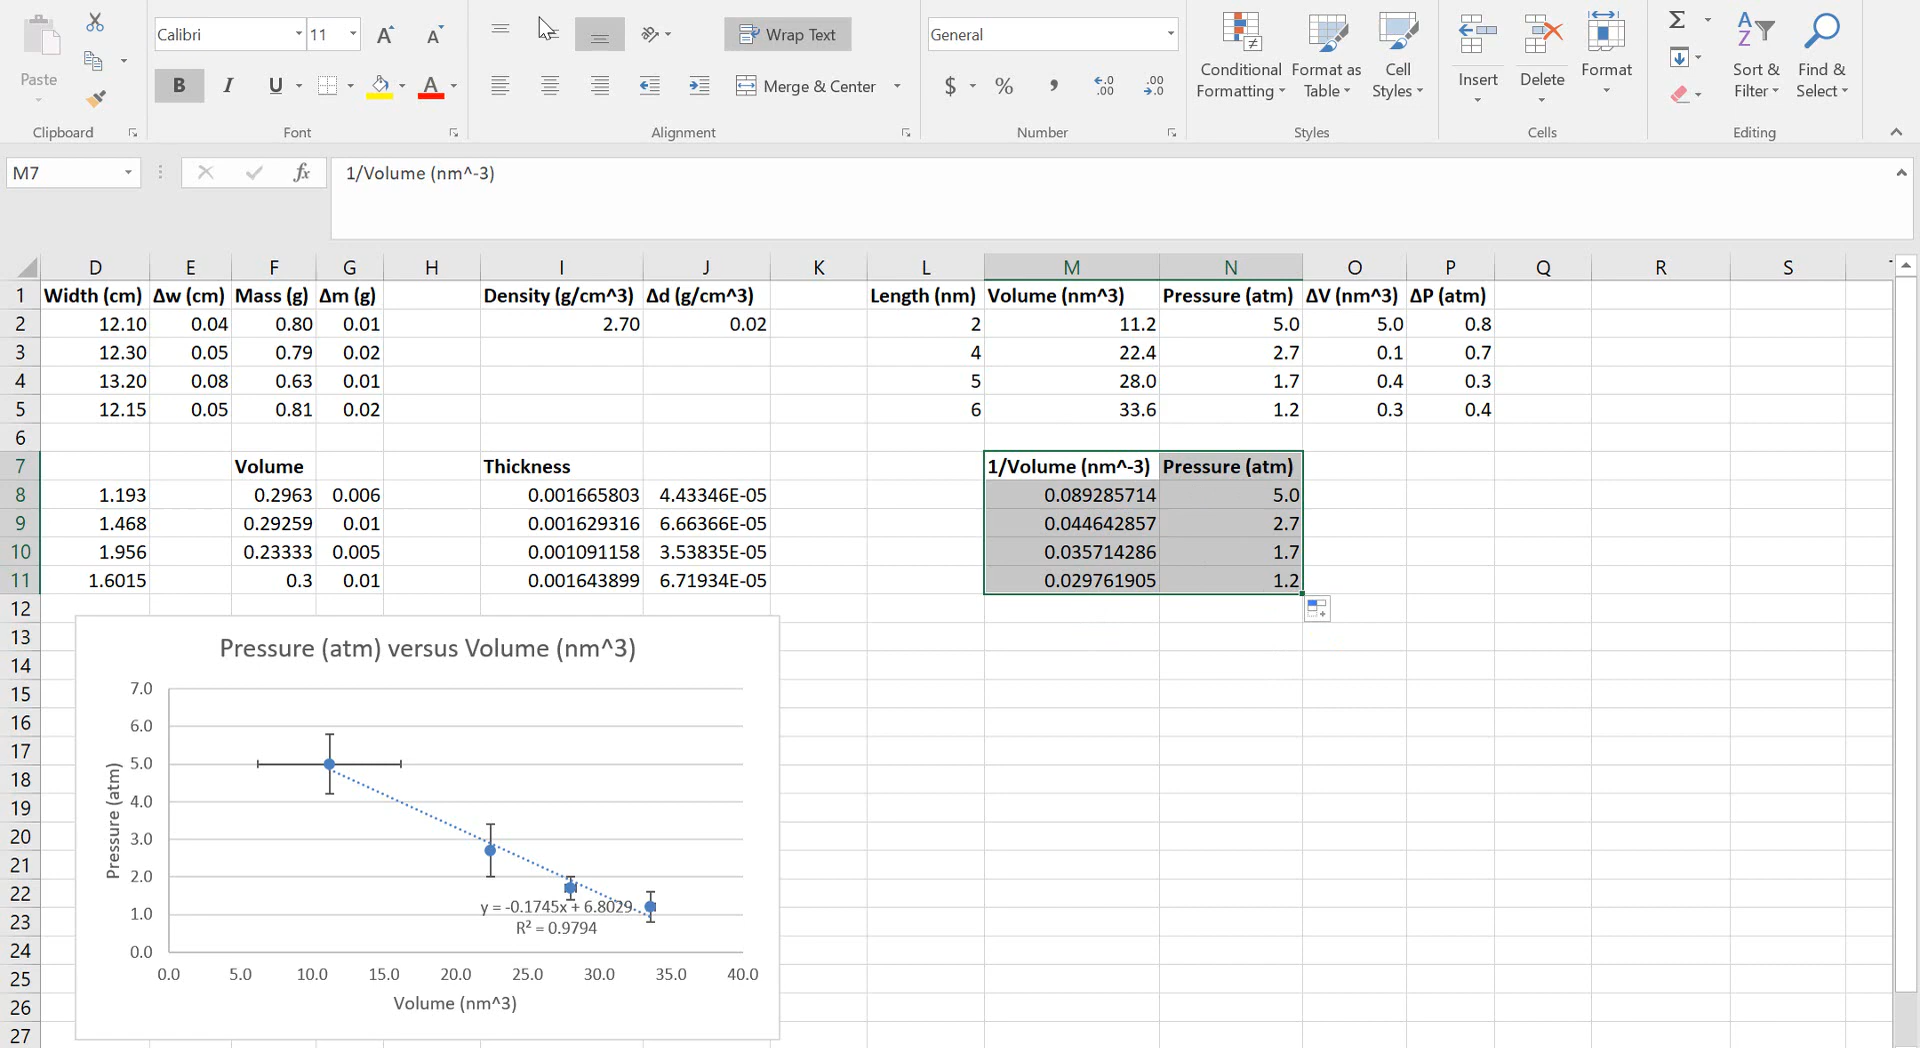 Calibri 11 A A Wrap Text General Conditional Formatting Format as Table Cell Styles Insert Delete Format Sort & Filter Find & Select
Paste B I U A Merge & Center $ % , .0 .00 .00 .0
Clipboard Font Alignment Number Styles Cells Editing
M7 fx 1/Volume (nm^-3)
D E F G H I J K L M N O P Q R S
1 Width (cm) Δw (cm) Mass (g) Δm (g) Density (g/cm^3) Δd (g/cm^3) Length (nm) Volume (nm^3) Pressure (atm) ΔV (nm^3) ΔP (atm)
2 12.10 0.04 0.80 0.01 2.70 0.02 2 11.2 5.0 5.0 0.8
3 12.30 0.05 0.79 0.02 4 22.4 2.7 0.1 0.7
4 13.20 0.08 0.63 0.01 5 28.0 1.7 0.4 0.3
5 12.15 0.05 0.81 0.02 6 33.6 1.2 0.3 0.4
6
7 Volume Thickness 1/Volume (nm^-3) Pressure (atm)
8 1.193 0.2963 0.006 0.001665803 4.43346E-05 0.089285714 5.0
9 1.468 0.29259 0.01 0.001629316 6.66366E-05 0.044642857 2.7
10 1.956 0.23333 0.005 0.001091158 3.53835E-05 0.035714286 1.7
11 1.6015 0.3 0.01 0.001643899 6.71934E-05 0.029761905 1.2
12
13
14
15
16
17
18
19
20
21
22
23
24
25
26
27
Pressure (atm) versus Volume (nm^3)
7.0
6.0
5.0
4.0
3.0
2.0
1.0
0.0
Pressure (atm)
y = -0.1745x + 6.8029
R² = 0.9794
0.0 5.0 10.0 15.0 20.0 25.0 30.0 35.0 40.0
Volume (nm^3)